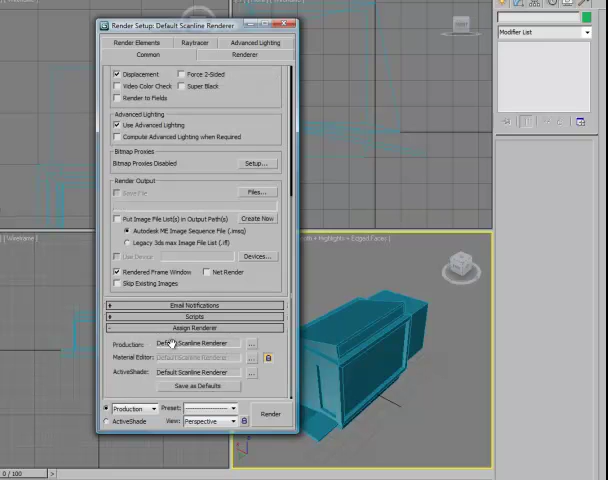 Render Setup: Default Scanline Renderer
Render Elements Raytracer Advanced Lighting
Common Renderer
Displacement Force 2-Sided
Video Color Check Super Black
Render to Fields
Advanced Lighting
Use Advanced Lighting
Compute Advanced Lighting when Required
Bitmap Proxies
Bitmap Proxies Disabled Setup...
Render Output
Save File Files...
Put Image File List(s) in Output Path(s) Create Now
Autodesk ME Image Sequence File (.imsq)
Legacy 3ds max Image File List (.ifl)
Use Device Devices...
Rendered Frame Window Net Render
Skip Existing Images
+ Email Notifications
+ Scripts
- Assign Renderer
Production: Default Scanline Renderer ...
Material Editor: Default Scanline Renderer ...
ActiveShade: Default Scanline Renderer ...
Save as Defaults
Production Preset: --------------------
ActiveShade View: Perspective
Render
Modifier List
+ Highlights + Edged Faces ]
0 / 100 >